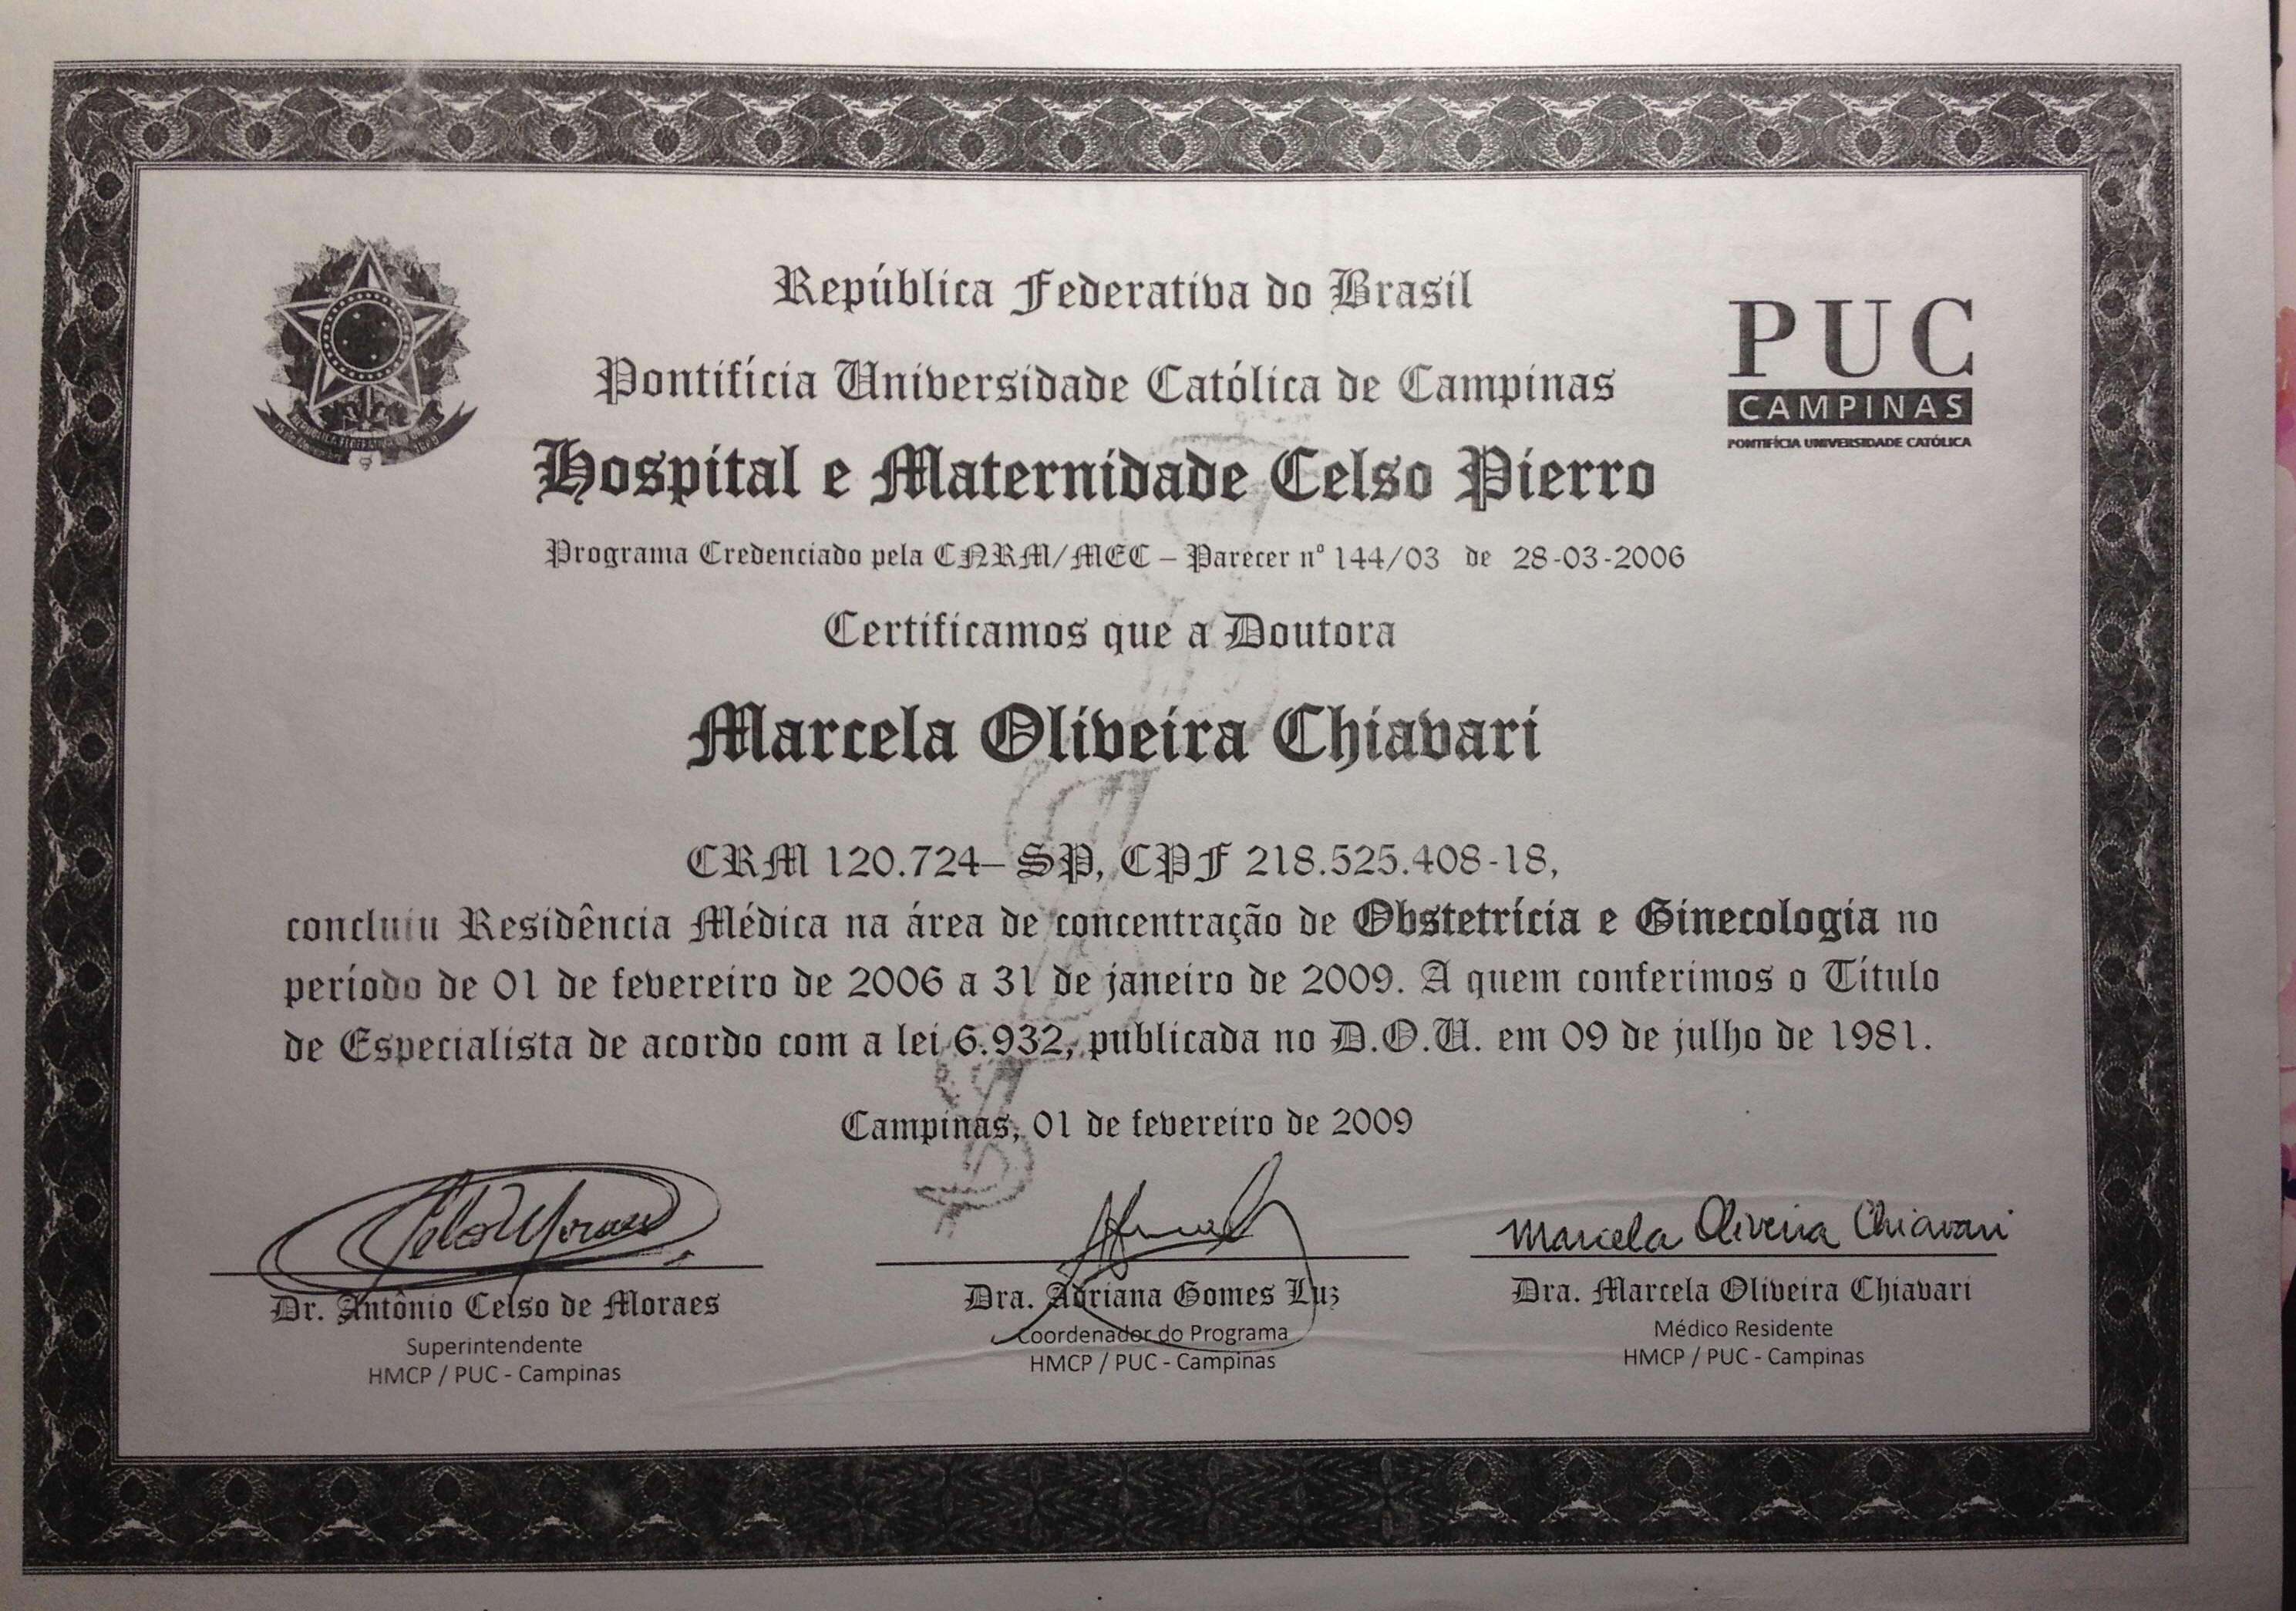 República Federativa do Brasil
Pontifícia Universidade Católica de Campinas
PUC
CAMPINAS
PONTIFÍCIA UNIVERSIDADE CATÓLICA
REPÚBLICA FEDERATIVA DO BRASIL
Hospital e Maternidade Celso Pierro
Programa Credenciado pela CNRM/MEC – Parecer nº 144/03 de 28-03-2006
Certificamos que a Doutora
Marcela Oliveira Chiavari
CRM 120.724– SP, CPF 218.525.408-18,
concluiu Residência Médica na área de concentração de Obstetrícia e Ginecologia no
período de 01 de fevereiro de 2006 a 31 de janeiro de 2009. A quem conferimos o Título
de Especialista de acordo com a lei 6.932, publicada no D.O.U. em 09 de julho de 1981.
Campinas, 01 de fevereiro de 2009
Marcela Oliveira Chiavari
Dr. Antônio Celso de Moraes
Superintendente
HMCP / PUC - Campinas
Dra. Adriana Gomes Luz
Coordenador do Programa
HMCP / PUC - Campinas
Dra. Marcela Oliveira Chiavari
Médico Residente
HMCP / PUC - Campinas